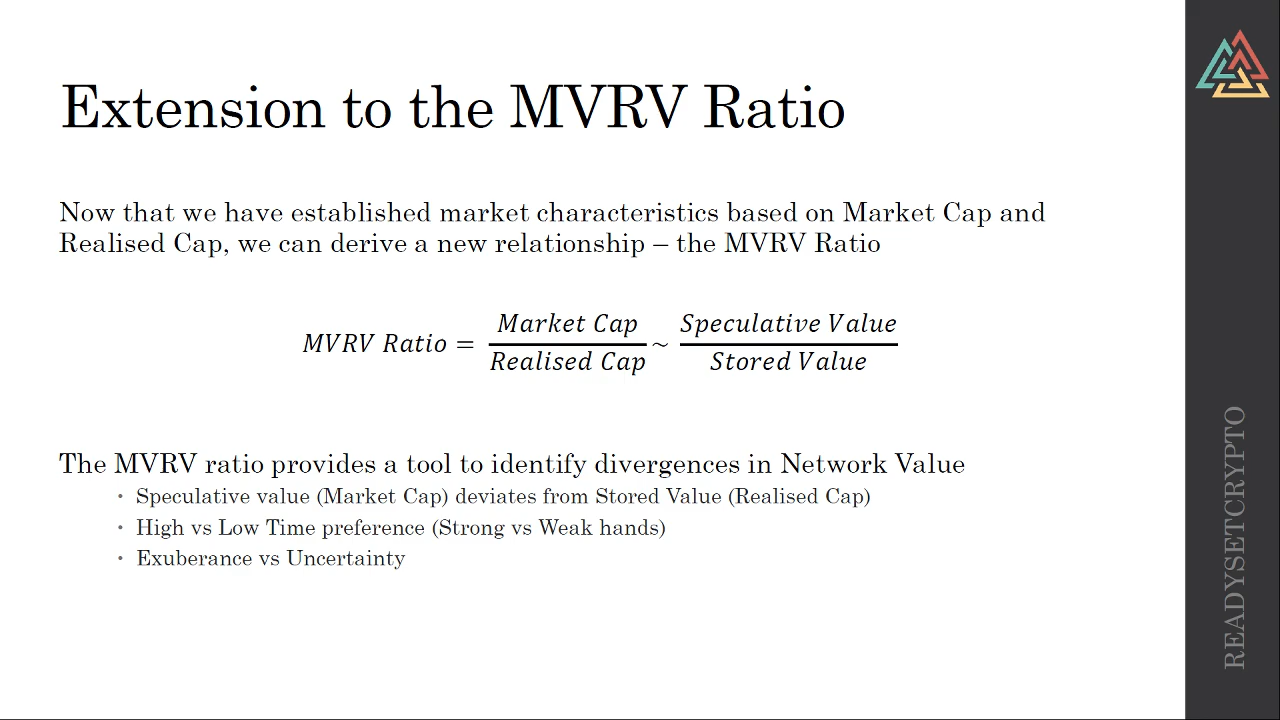 Extension to the MVRV Ratio
Now that we have established market characteristics based on Market Cap and
Realised Cap, we can derive a new relationship – the MVRV Ratio
MVRV Ratio = Market Cap / Realised Cap ~ Speculative Value / Stored Value
The MVRV ratio provides a tool to identify divergences in Network Value
• Speculative value (Market Cap) deviates from Stored Value (Realised Cap)
• High vs Low Time preference (Strong vs Weak hands)
• Exuberance vs Uncertainty
READYSETCRYPTO